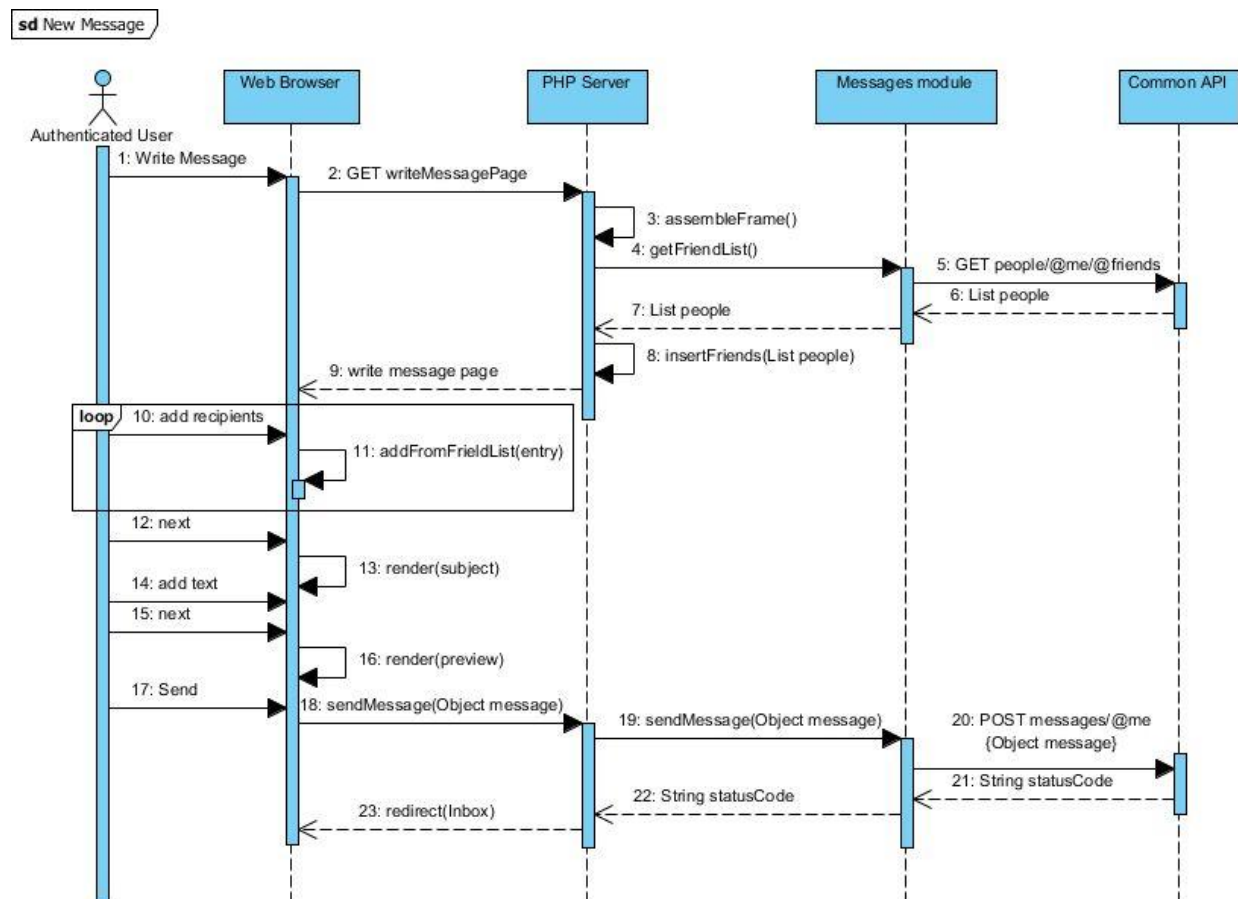 sd New Message
Web Browser
PHP Server
Messages module
Common API
Authenticated User
1: Write Message
2: GET writeMessagePage
3: assembleFrame()
4: getFriendList()
5: GET people/@me/@friends
6: List people
7: List people
8: insertFriends(List people)
9: write message page
loop
10: add recipients
11: addFromFrieldList(entry)
12: next
13: render(subject)
14: add text
15: next
16: render(preview)
17: Send
18: sendMessage(Object message)
19: sendMessage(Object message)
20: POST messages/@me
{Object message}
21: String statusCode
22: String statusCode
23: redirect(Inbox)